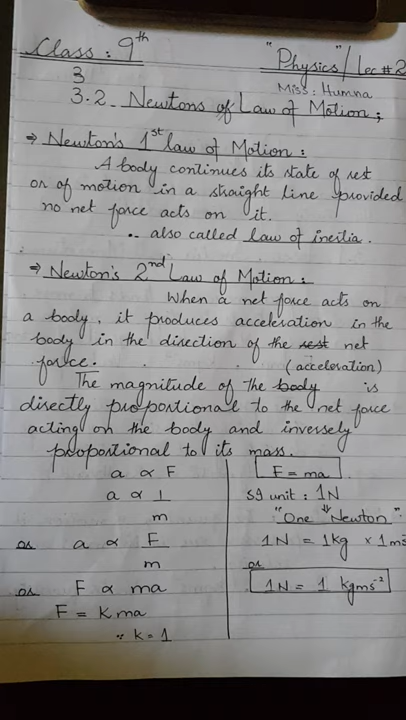 Class : 9th "Physics" / Lec # 2
3 Miss : Humna
3.2. Newtons of Law of Motion ;
⇒ Newton's 1st law of Motion :
A body continues its state of rest
or of motion in a straight line provided
no net force acts on it.
∴ also called law of inertia.
⇒ Newton's 2nd Law of Motion :
When a net force acts on
a body, it produces acceleration in the
body in the direction of the rest net
force. (acceleration)
The magnitude of the body is
directly proportional to the net force
acting on the body and inversely
proportional to its mass.
a ∝ F
a ∝ 1/m
or a ∝ F/m
or F ∝ ma
F = K ma
∵ k = 1
F = ma
SI unit : 1N
⇓
"One Newton".
1N = 1kg × 1ms⁻²
or
1N = 1 kgms⁻²